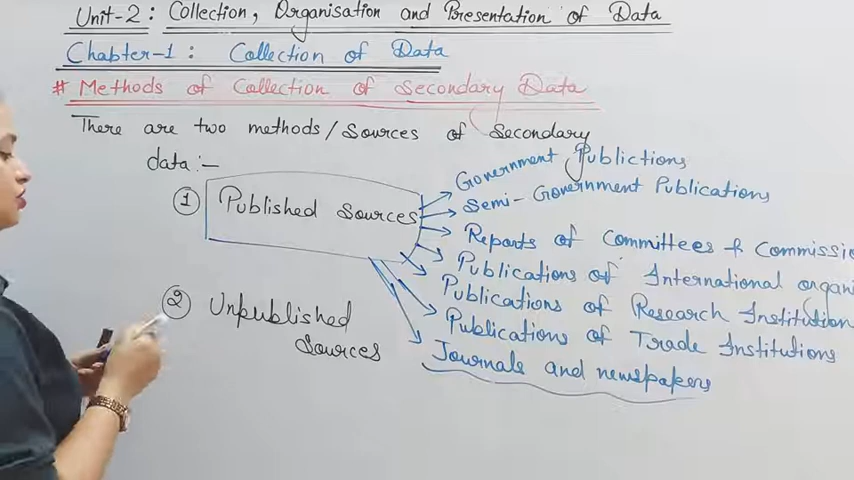 Unit-2: Collection, Organisation and Presentation of Data
Chapter-1: Collection of Data
# Methods of Collection of Secondary Data
There are two methods/Sources of Secondary
data:-
① Published Sources
Government Publictions
Semi-Government Publications
Reports of Committees & Commissio
Publications of International organi
Publications of Research Institution
Publications of Trade Institutions
Journals and newspapers
② Unpublished
Sources